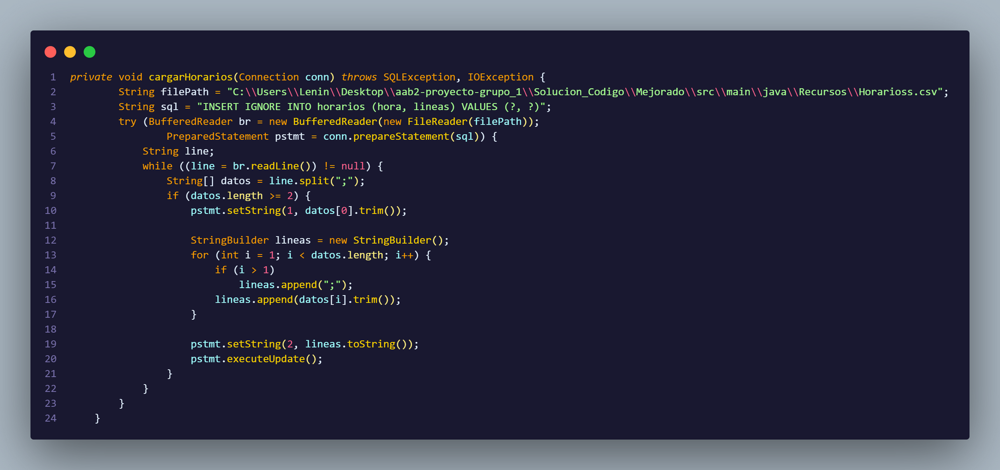 1 private void cargarHorarios(Connection conn) throws SQLException, IOException {
2 String filePath = "C:\\Users\\Lenin\\Desktop\\aab2-proyecto-grupo_1\\Solucion_Codigo\\Mejorado\\src\\main\\java\\Recursos\\Horarioss.csv";
3 String sql = "INSERT IGNORE INTO horarios (hora, lineas) VALUES (?, ?)";
4 try (BufferedReader br = new BufferedReader(new FileReader(filePath));
5 PreparedStatement pstmt = conn.prepareStatement(sql)) {
6 String line;
7 while ((line = br.readLine()) != null) {
8 String[] datos = line.split(";");
9 if (datos.length >= 2) {
10 pstmt.setString(1, datos[0].trim());
11
12 StringBuilder lineas = new StringBuilder();
13 for (int i = 1; i < datos.length; i++) {
14 if (i > 1)
15 lineas.append(";");
16 lineas.append(datos[i].trim());
17 }
18
19 pstmt.setString(2, lineas.toString());
20 pstmt.executeUpdate();
21 }
22 }
23 }
24 }